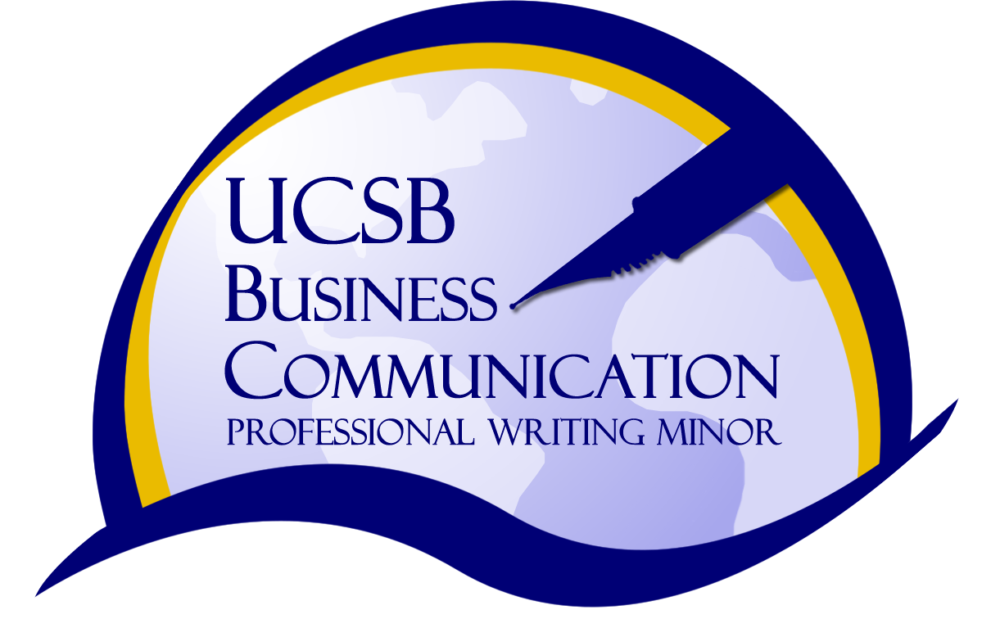 UCSB
BUSINESS
COMMUNICATION
PROFESSIONAL WRITING MINOR